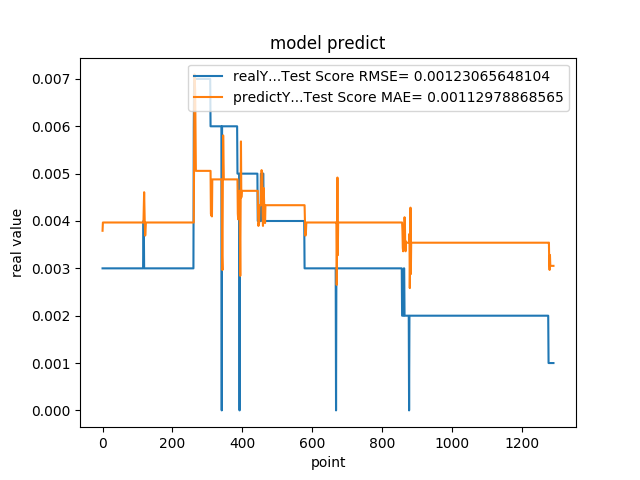 model predict
realY...Test Score RMSE= 0.00123065648104
predictY...Test Score MAE= 0.00112978868565
0.007
0.006
0.005
0.004
0.003
0.002
0.001
0.000
real value
0 200 400 600 800 1000 1200
point